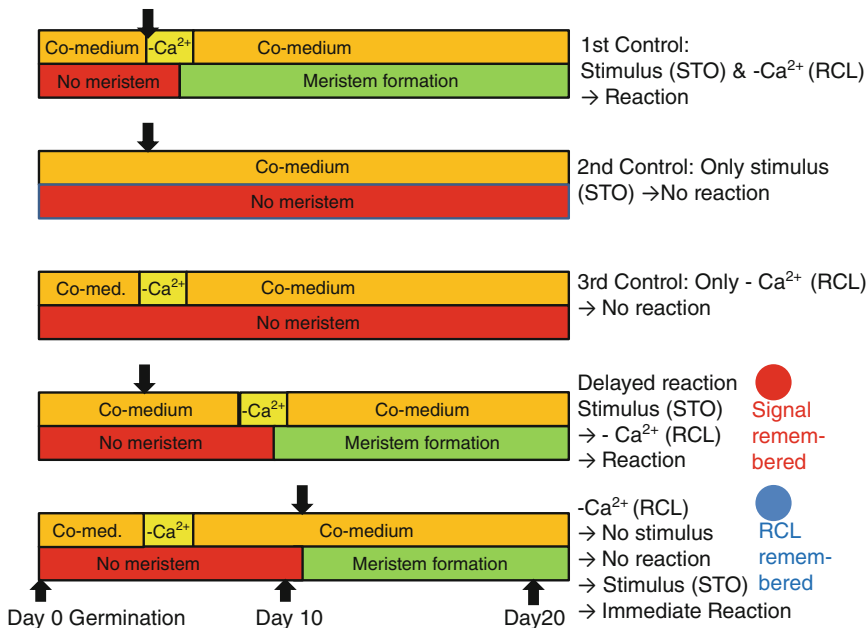 Co-medium -Ca²⁺ Co-medium
No meristem Meristem formation
1st Control:
Stimulus (STO) & -Ca²⁺ (RCL)
→ Reaction
Co-medium
No meristem
2nd Control: Only stimulus
(STO) →No reaction
Co-med. -Ca²⁺ Co-medium
No meristem
3rd Control: Only - Ca²⁺ (RCL)
→ No reaction
Co-medium -Ca²⁺ Co-medium
No meristem Meristem formation
Delayed reaction
Stimulus (STO)
→ - Ca²⁺ (RCL)
→ Reaction
Signal
remem-
bered
Co-med. -Ca²⁺ Co-medium
No meristem Meristem formation
-Ca²⁺ (RCL)
→ No stimulus
→ No reaction
→ Stimulus (STO)
→ Immediate Reaction
RCL
remem-
bered
Day 0 Germination Day 10 Day20